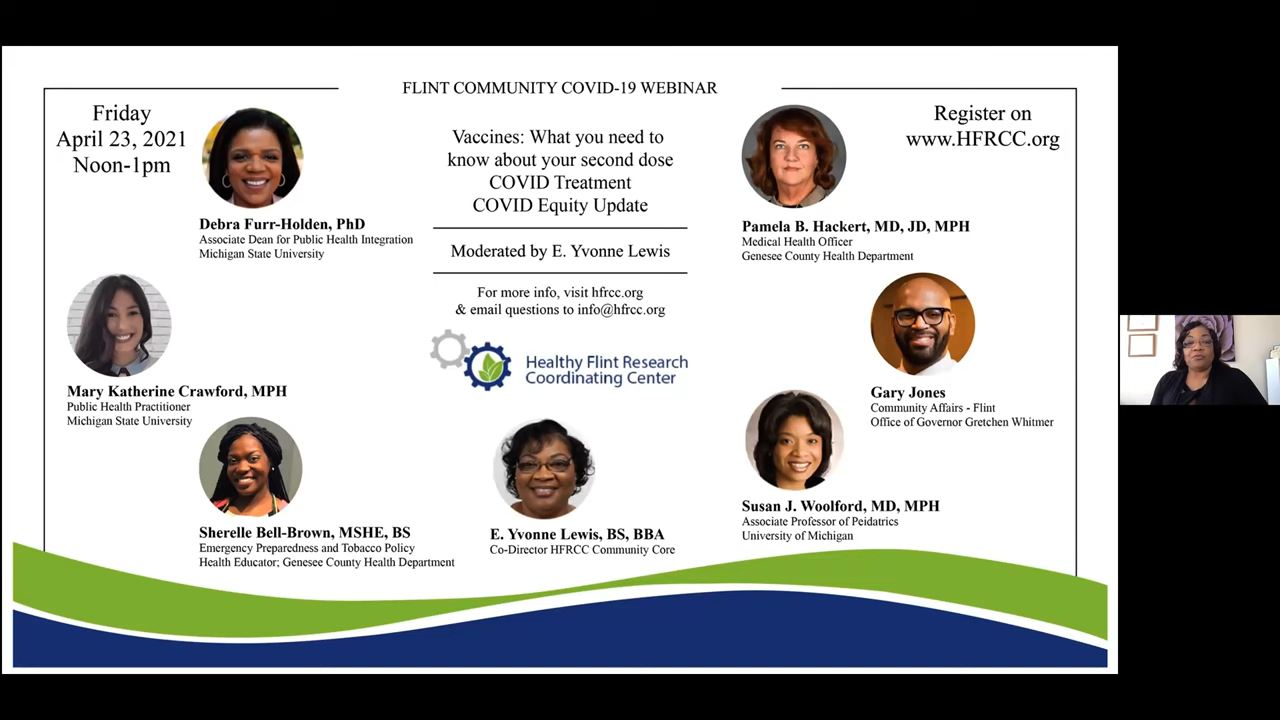 FLINT COMMUNITY COVID-19 WEBINAR
Friday
April 23, 2021
Noon-1pm
Vaccines: What you need to
know about your second dose
COVID Treatment
COVID Equity Update
Register on
www.HFRCC.org
Debra Furr-Holden, PhD
Associate Dean for Public Health Integration
Michigan State University
Moderated by E. Yvonne Lewis
Pamela B. Hackert, MD, JD, MPH
Medical Health Officer
Genesee County Health Department
For more info, visit hfrcc.org
& email questions to info@hfrcc.org
Healthy Flint Research
Coordinating Center
Mary Katherine Crawford, MPH
Public Health Practitioner
Michigan State University
Gary Jones
Community Affairs - Flint
Office of Governor Gretchen Whitmer
Sherelle Bell-Brown, MSHE, BS
Emergency Preparedness and Tobacco Policy
Health Educator; Genesee County Health Department
E. Yvonne Lewis, BS, BBA
Co-Director HFRCC Community Core
Susan J. Woolford, MD, MPH
Associate Professor of Peidatrics
University of Michigan